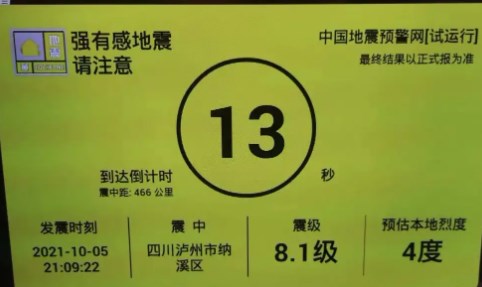 强有感地震
请注意
中国地震预警网[试运行]
最终结果以正式报为准
13
秒
到达倒计时
震中距: 466 公里
发震时刻
2021-10-05
21:09:22
震 中
四川泸州市纳
溪区
震级
8.1级
预估本地烈度
4度